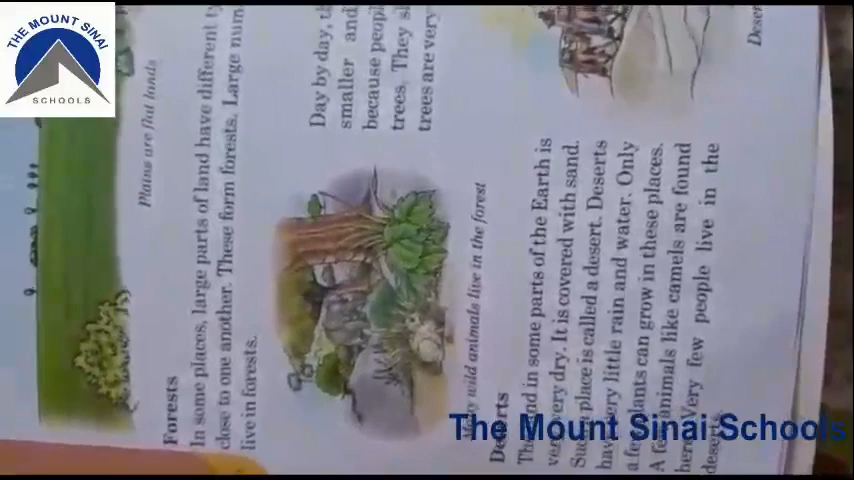 THE MOUNT SINAI
SCHOOLS
Plains are flat lands
Forests
In some places, large parts of land have different
close to one another. These form forests. Large num
live in forests.
Day by day,
smaller and
because peopl
trees. They
trees are very
wild animals live in the forest
Deserts
land in some parts of the Earth is
very dry. It is covered with sand.
Such a place is called a desert. Deserts
have very little rain and water. Only
a few plants can grow in these places.
A few animals like camels are found
here. Very few people live in the
deserts.
Deser
The Mount Sinai Schools